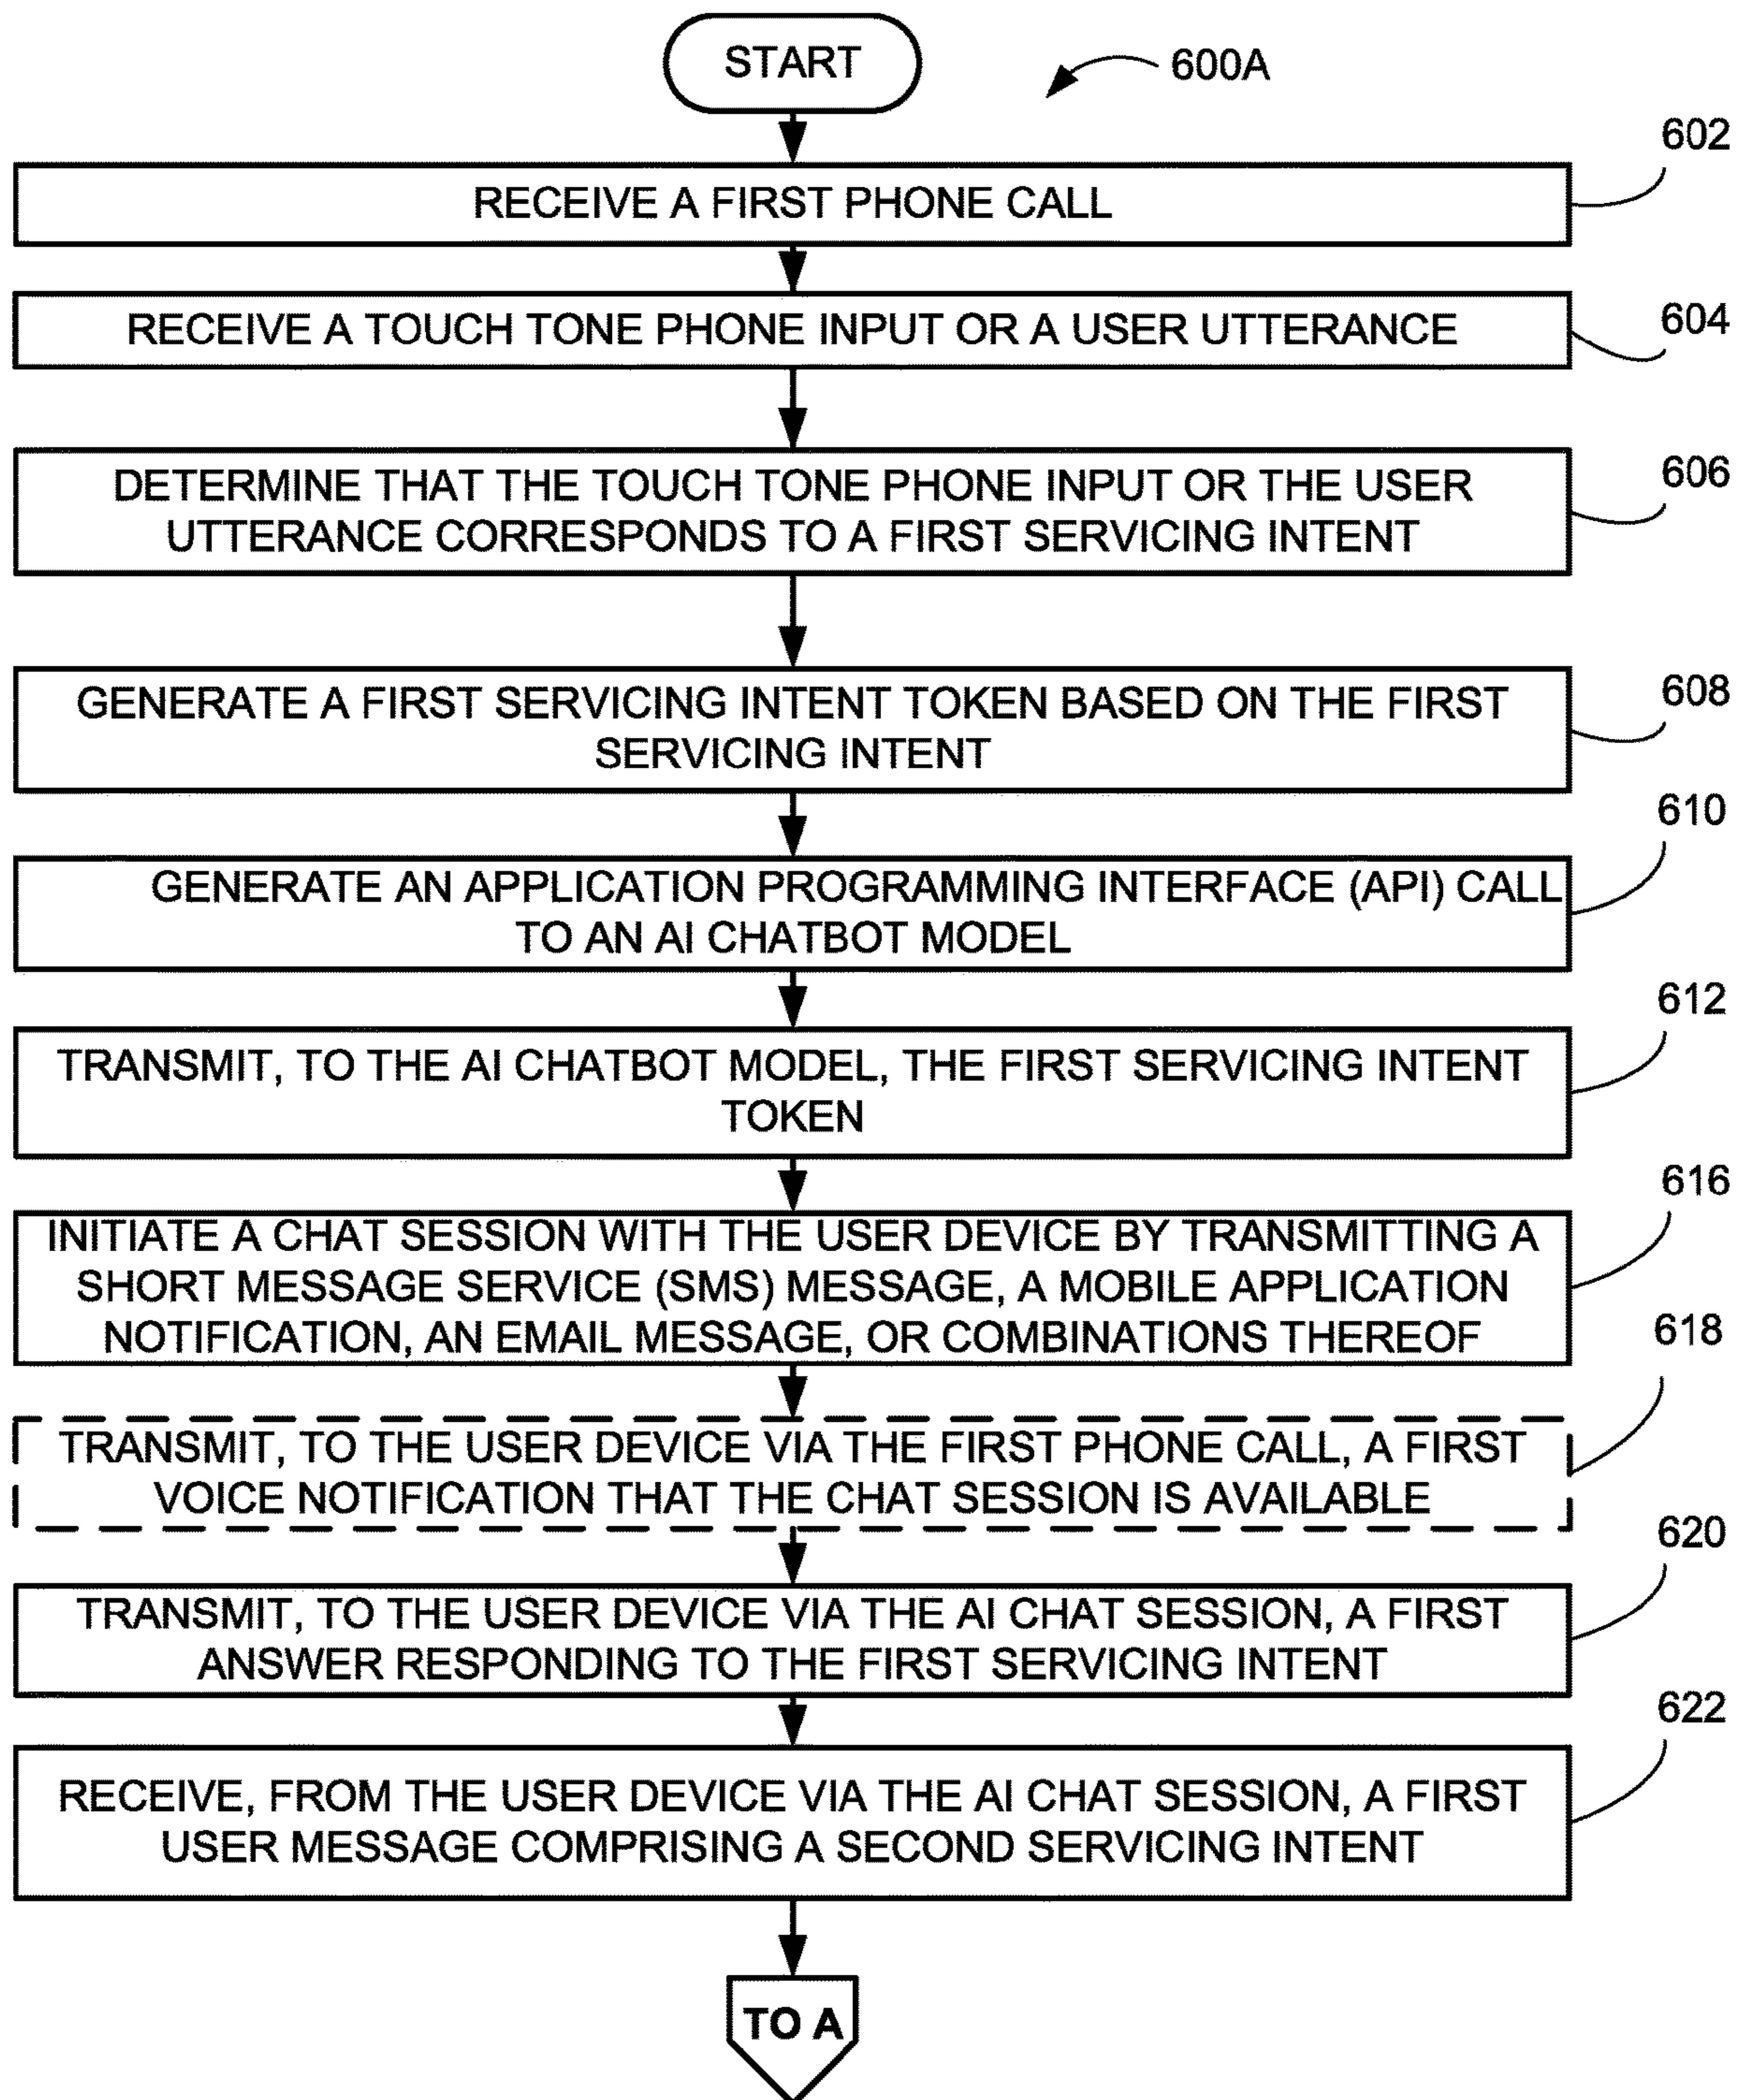 START
600A
602
RECEIVE A FIRST PHONE CALL
604
RECEIVE A TOUCH TONE PHONE INPUT OR A USER UTTERANCE
606
DETERMINE THAT THE TOUCH TONE PHONE INPUT OR THE USER
UTTERANCE CORRESPONDS TO A FIRST SERVICING INTENT
608
GENERATE A FIRST SERVICING INTENT TOKEN BASED ON THE FIRST
SERVICING INTENT
610
GENERATE AN APPLICATION PROGRAMMING INTERFACE (API) CALL
TO AN AI CHATBOT MODEL
612
TRANSMIT, TO THE AI CHATBOT MODEL, THE FIRST SERVICING INTENT
TOKEN
616
INITIATE A CHAT SESSION WITH THE USER DEVICE BY TRANSMITTING A
SHORT MESSAGE SERVICE (SMS) MESSAGE, A MOBILE APPLICATION
NOTIFICATION, AN EMAIL MESSAGE, OR COMBINATIONS THEREOF
618
TRANSMIT, TO THE USER DEVICE VIA THE FIRST PHONE CALL, A FIRST
VOICE NOTIFICATION THAT THE CHAT SESSION IS AVAILABLE
620
TRANSMIT, TO THE USER DEVICE VIA THE AI CHAT SESSION, A FIRST
ANSWER RESPONDING TO THE FIRST SERVICING INTENT
622
RECEIVE, FROM THE USER DEVICE VIA THE AI CHAT SESSION, A FIRST
USER MESSAGE COMPRISING A SECOND SERVICING INTENT
TO A